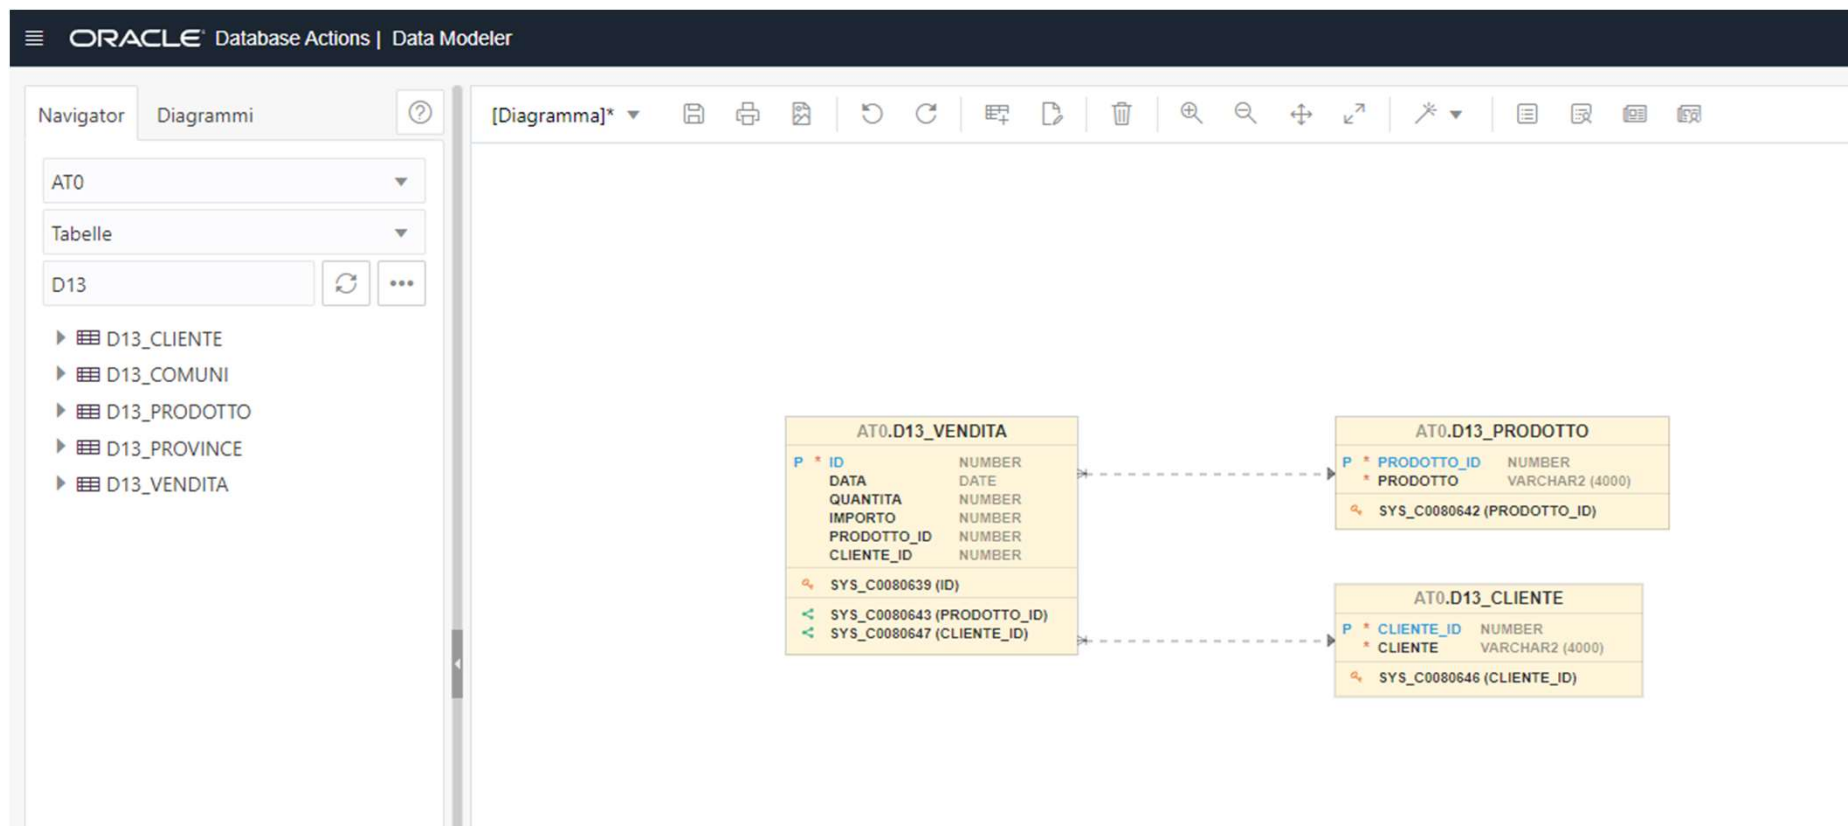 ORACLE Database Actions | Data Modeler
Navigator Diagrammi
[Diagramma]*
AT0
Tabelle
D13
D13_CLIENTE
D13_COMUNI
D13_PRODOTTO
D13_PROVINCE
D13_VENDITA
AT0.D13_VENDITA
P * ID NUMBER
DATA DATE
QUANTITA NUMBER
IMPORTO NUMBER
PRODOTTO_ID NUMBER
CLIENTE_ID NUMBER
SYS_C0080639 (ID)
SYS_C0080643 (PRODOTTO_ID)
SYS_C0080647 (CLIENTE_ID)
AT0.D13_PRODOTTO
P * PRODOTTO_ID NUMBER
* PRODOTTO VARCHAR2 (4000)
SYS_C0080642 (PRODOTTO_ID)
AT0.D13_CLIENTE
P * CLIENTE_ID NUMBER
* CLIENTE VARCHAR2 (4000)
SYS_C0080646 (CLIENTE_ID)